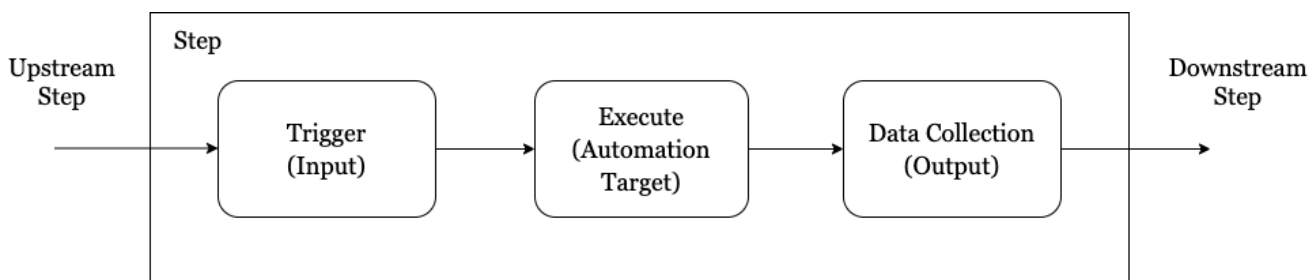 Step
Upstream
Step
Trigger
(Input)
Execute
(Automation
Target)
Data Collection
(Output)
Downstream
Step